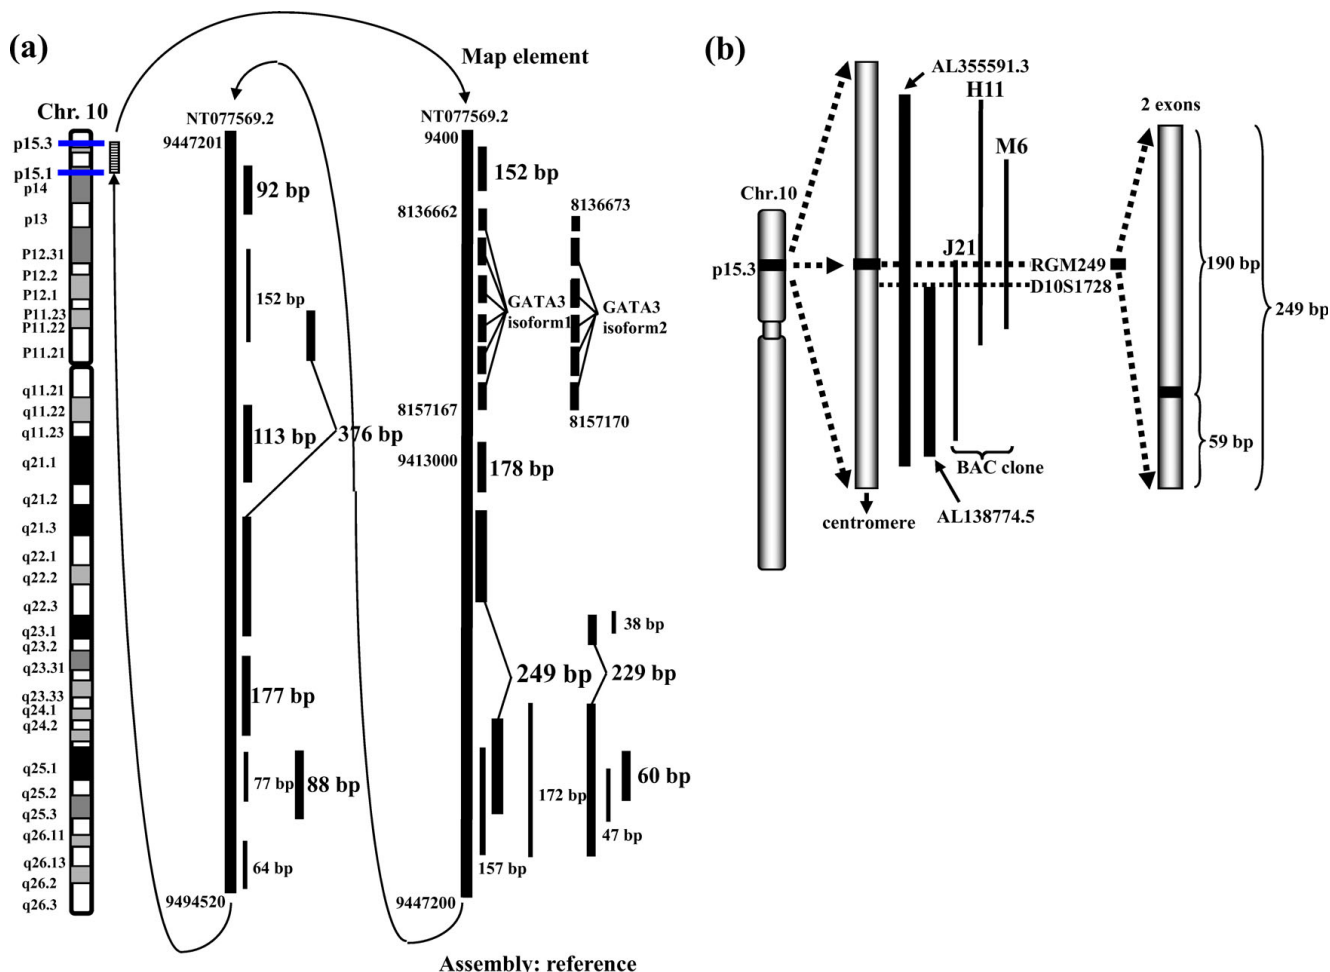 (a)
Map element
Chr. 10
p15.3
p15.1
p14
p13
P12.31
P12.2
P12.1
P11.23
P11.22
P11.21
q11.21
q11.22
q11.23
q21.1
q21.2
q21.3
q22.1
q22.2
q22.3
q23.1
q23.2
q23.31
q23.33
q24.1
q24.2
q25.1
q25.2
q25.3
q26.11
q26.13
q26.2
q26.3
NT077569.2
9447201
92 bp
152 bp
113 bp
376 bp
177 bp
77 bp
88 bp
64 bp
9494520
NT077569.2
9400
152 bp
8136662
8136673
GATA3
isoform1
GATA3
isoform2
8157167
8157170
9413000
178 bp
38 bp
249 bp
229 bp
172 bp
60 bp
47 bp
157 bp
9447200
Assembly: reference
(b)
AL355591.3
H11
M6
2 exons
Chr.10
J21
p15.3
RGM249
D10S1728
190 bp
249 bp
59 bp
BAC clone
centromere
AL138774.5